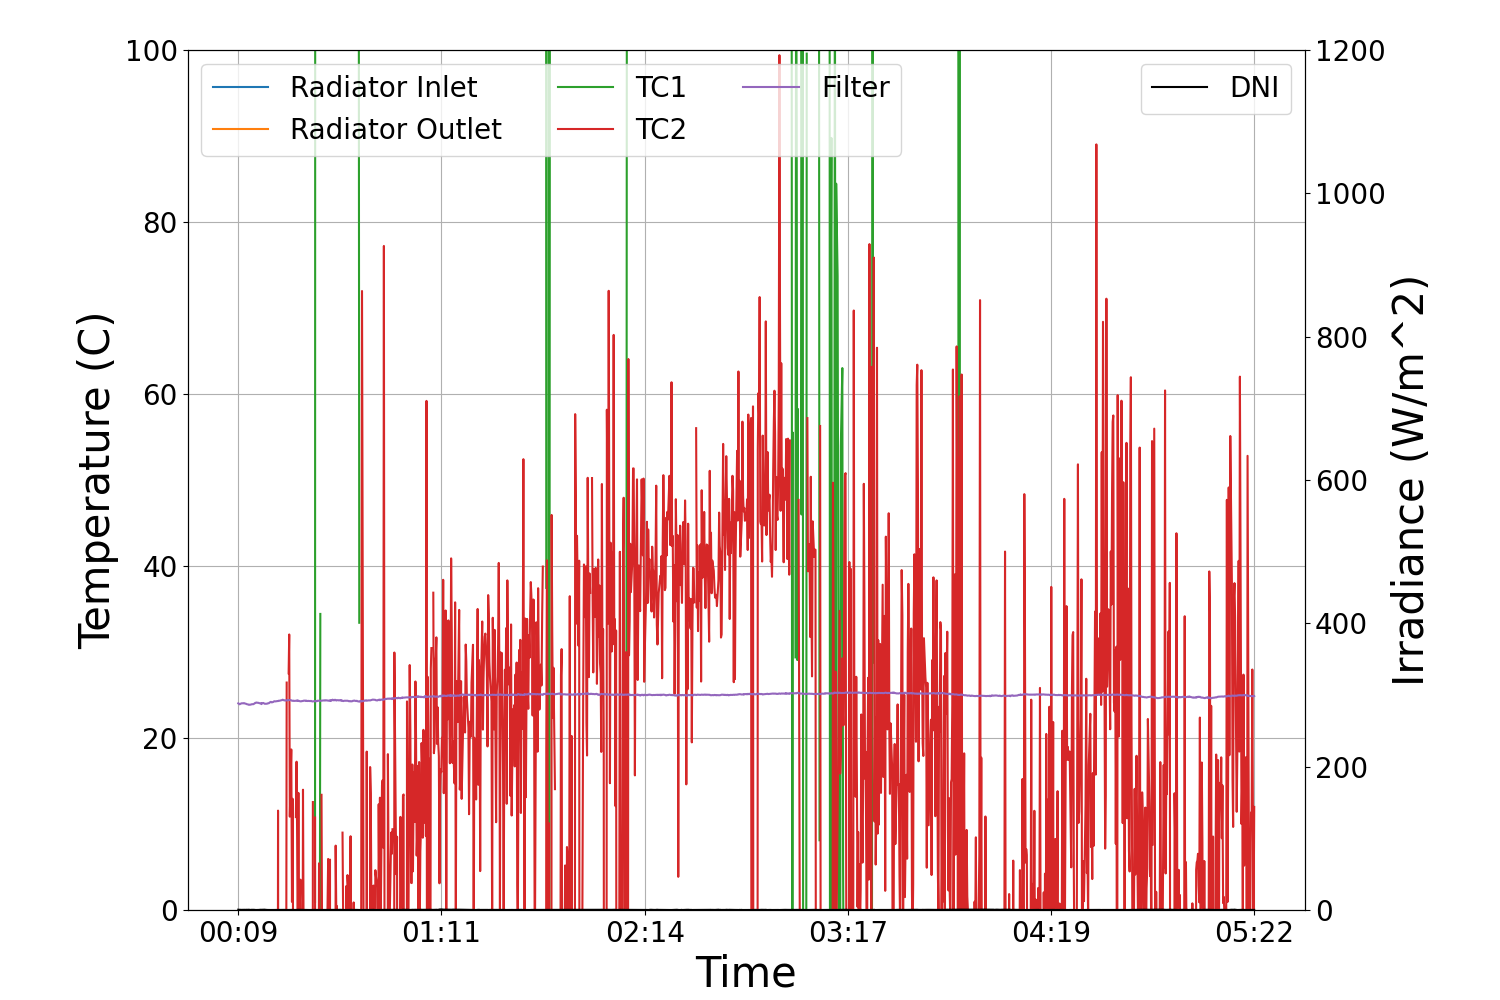 100
80
60
40
20
0
Temperature (C)
Radiator Inlet
Radiator Outlet
TC1
TC2
Filter
DNI
1200
1000
800
600
400
200
0
Irradiance (W/m^2)
00:09 01:11 02:14 03:17 04:19 05:22
Time